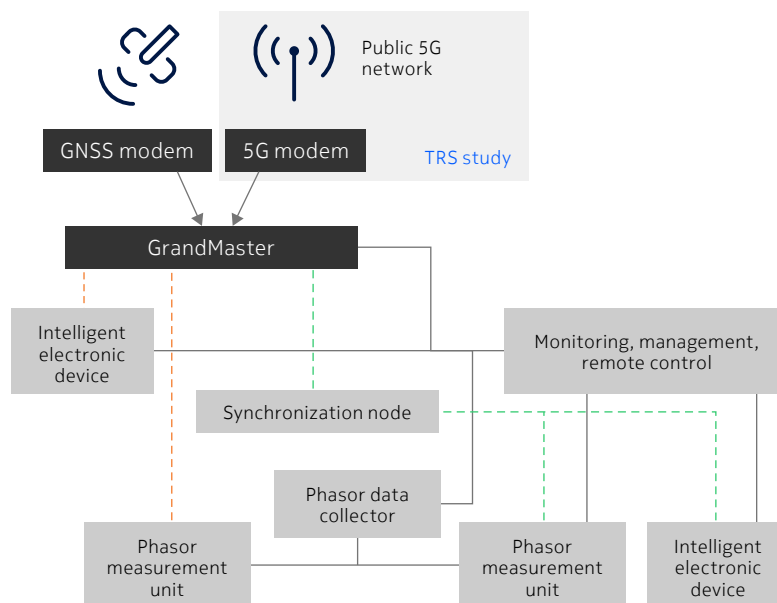 Public 5G
network
GNSS modem
5G modem
TRS study
GrandMaster
Intelligent
electronic
device
Monitoring, management,
remote control
Synchronization node
Phasor data
collector
Phasor
measurement
unit
Phasor
measurement
unit
Intelligent
electronic
device